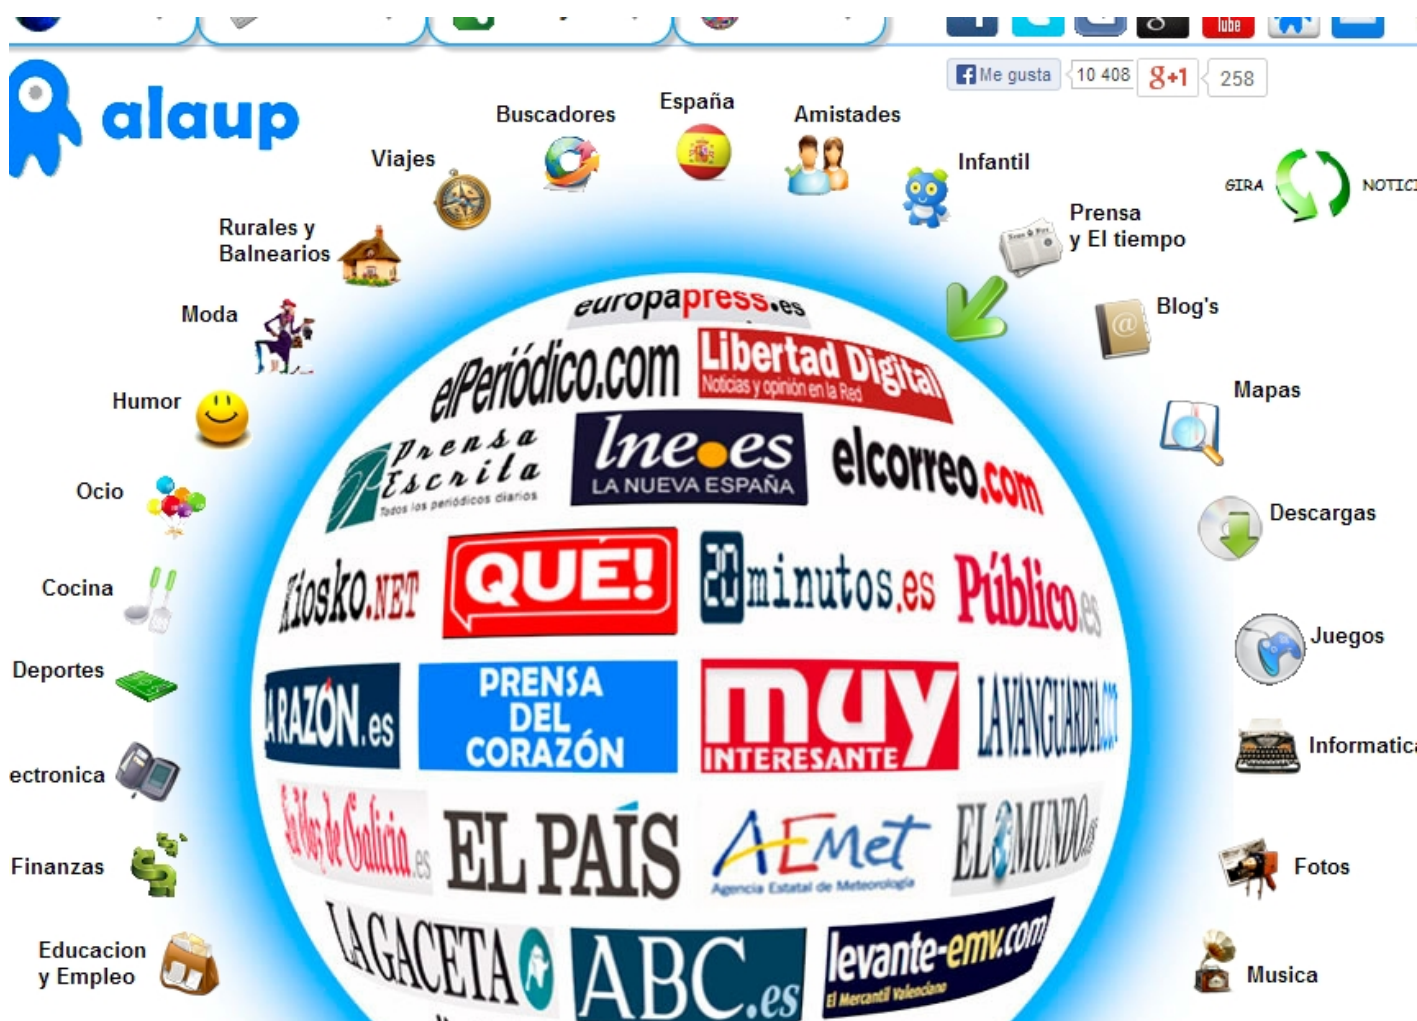 Tube
Me gusta
10 408
g+1
258
alaup
Buscadores
España
Amistades
Viajes
Infantil
GIRA
NOTICI
Prensa
y El tiempo
Rurales y
Balnearios
Moda
Blog's
Humor
Mapas
Ocio
Descargas
Cocina
Juegos
Deportes
Informatica
ectronica
Finanzas
Fotos
Educacion
y Empleo
Musica
europapress.es
elPeriódico.com
Libertad Digital
Noticias y opinión en la Red
Prensa
Escrita
Todos los periódicos diarios
lne.es
LA NUEVA ESPAÑA
elcorreo.com
Kiosko.NET
QUÉ!
20minutos.es
Público.es
LA RAZÓN.es
PRENSA
DEL
CORAZÓN
muy
INTERESANTE
LAVANGUARDIA.com
La Voz de Galicia.es
EL PAÍS
AEMet
Agencia Estatal de Meteorología
EL MUNDO.es
LA GACETA
ABC.es
levante-emv.com
El Mercantil Valenciano